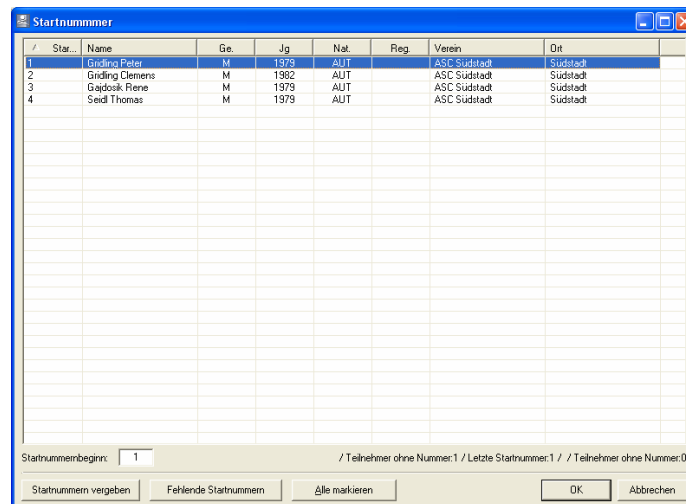 Startnummmer
/ Star... Name Ge. Jg Nat. Reg. Verein Ort
1 Gridling Peter M 1979 AUT ASC Südstadt Südstadt
2 Gridling Clemens M 1982 AUT ASC Südstadt Südstadt
3 Gajdosik Rene M 1979 AUT ASC Südstadt Südstadt
4 Seidl Thomas M 1979 AUT ASC Südstadt Südstadt
Startnummernbeginn: 1 / Teilnehmer ohne Nummer:1 / Letzte Startnummer:1 / / Teilnehmer ohne Nummer:0
Startnummern vergeben Fehlende Startnummern Alle markieren OK Abbrechen